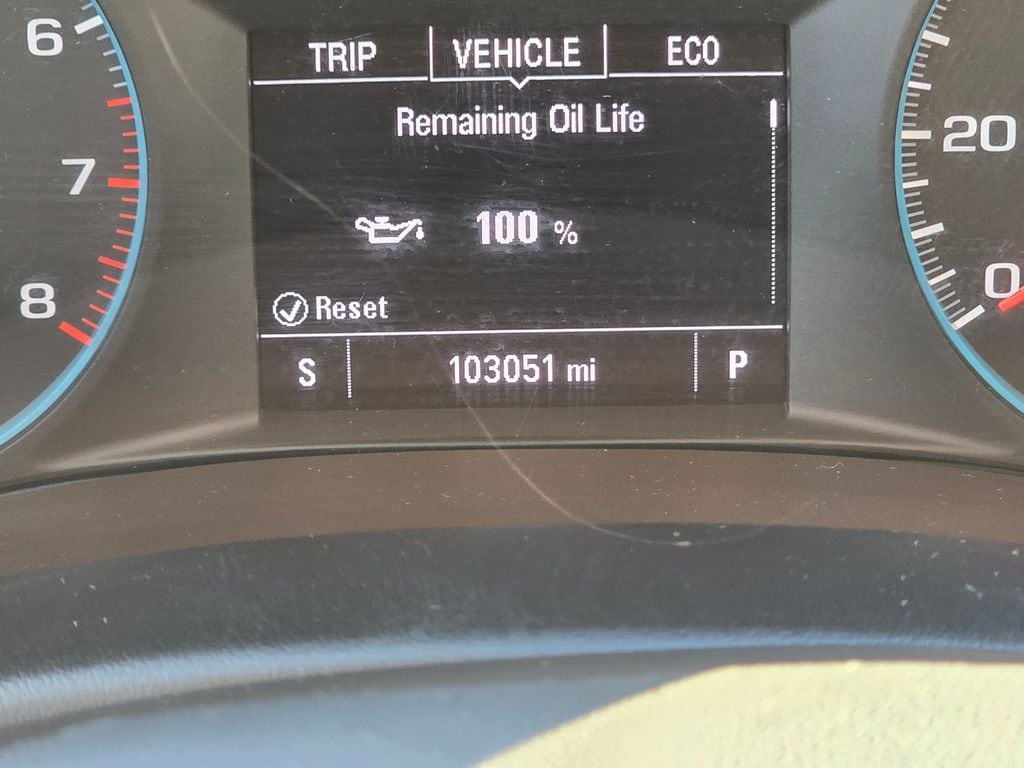 TRIP VEHICLE ECO
Remaining Oil Life
100 %
Reset
S 103051 mi P
6
7
8
20
0